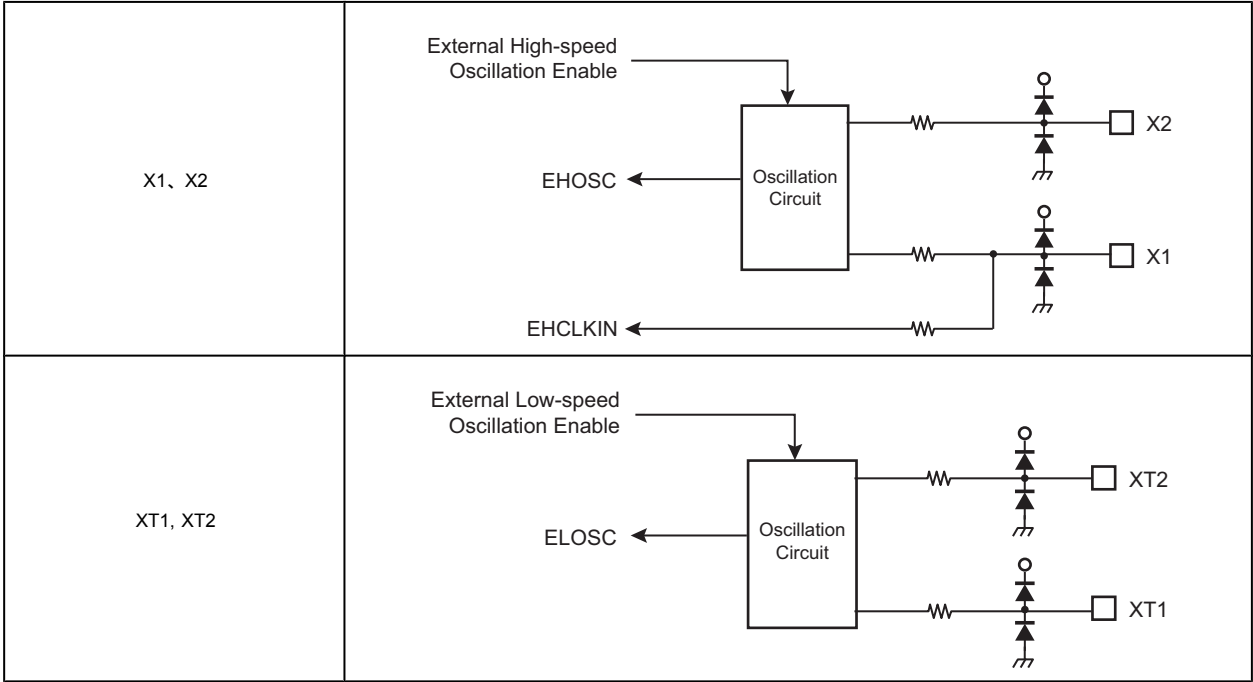 X1、X2
External High-speed
Oscillation Enable
EHOSC
Oscillation
Circuit
X2
X1
EHCLKIN
XT1, XT2
External Low-speed
Oscillation Enable
ELOSC
Oscillation
Circuit
XT2
XT1